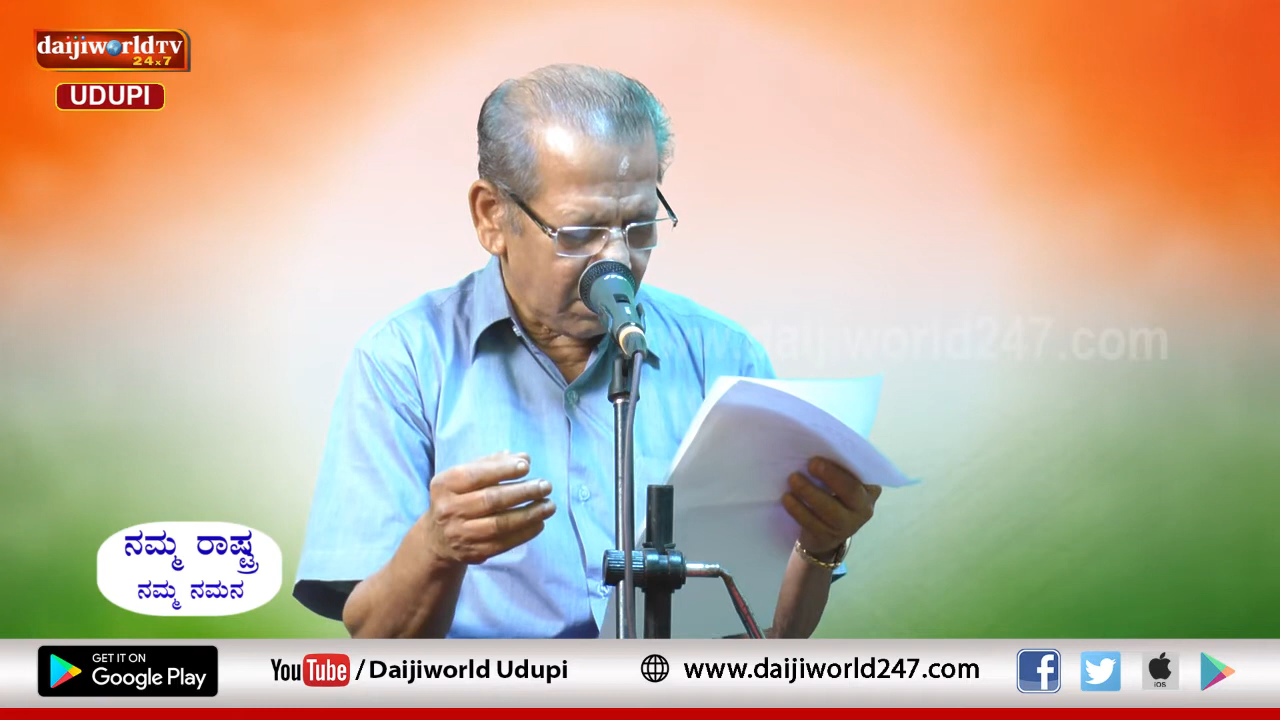 daijiworldTV
24x7
UDUPI
www.daijiworld247.com
ನಮ್ಮ ರಾಷ್ಟ್ರ
ನಮ್ಮ ನಮನ
GET IT ON
Google Play
YouTube / Daijiworld Udupi
www.daijiworld247.com
iOS